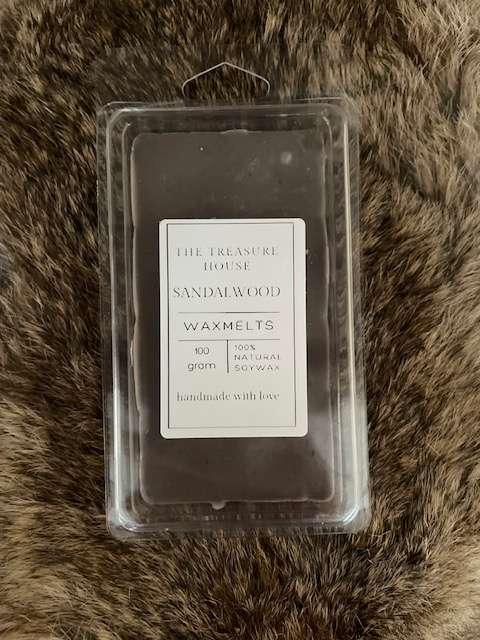 THE TREASURE
HOUSE
SANDALWOOD
WAXMELTS
100
gram
100%
NATURAL
SOYWAX
handmade with love